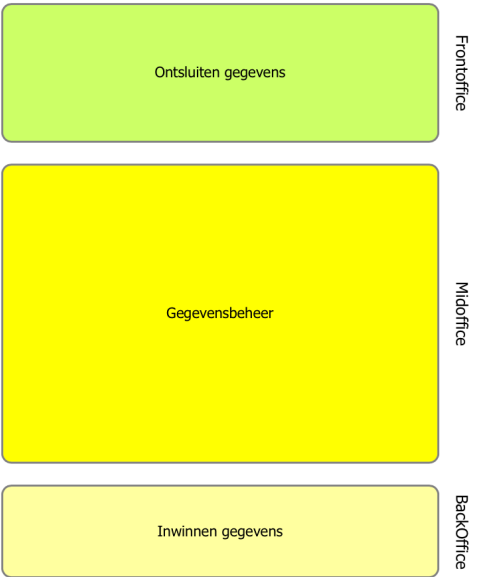 Ontsluiten gegevens
Frontoffice
Gegevensbeheer
Midoffice
Inwinnen gegevens
BackOffice